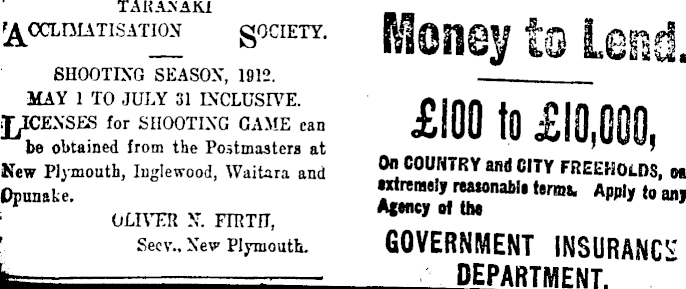 TARANAKI
ACCLIMATISATION SOCIETY.
SHOOTING SEASON, 1912.
MAY 1 TO JULY 31 INCLUSIVE.
LICENSES for SHOOTING GAME can
be obtained from the Postmasters at
New Plymouth, Inglewood, Waitara and
Opunake.
OLIVER N. FIRTH,
Secy., New Plymouth.
Money to Lend.
£100 to £10,000,
On COUNTRY and CITY FREEHOLDS, on
extremely reasonable terms. Apply to any
Agency of the
GOVERNMENT INSURANCE
DEPARTMENT.